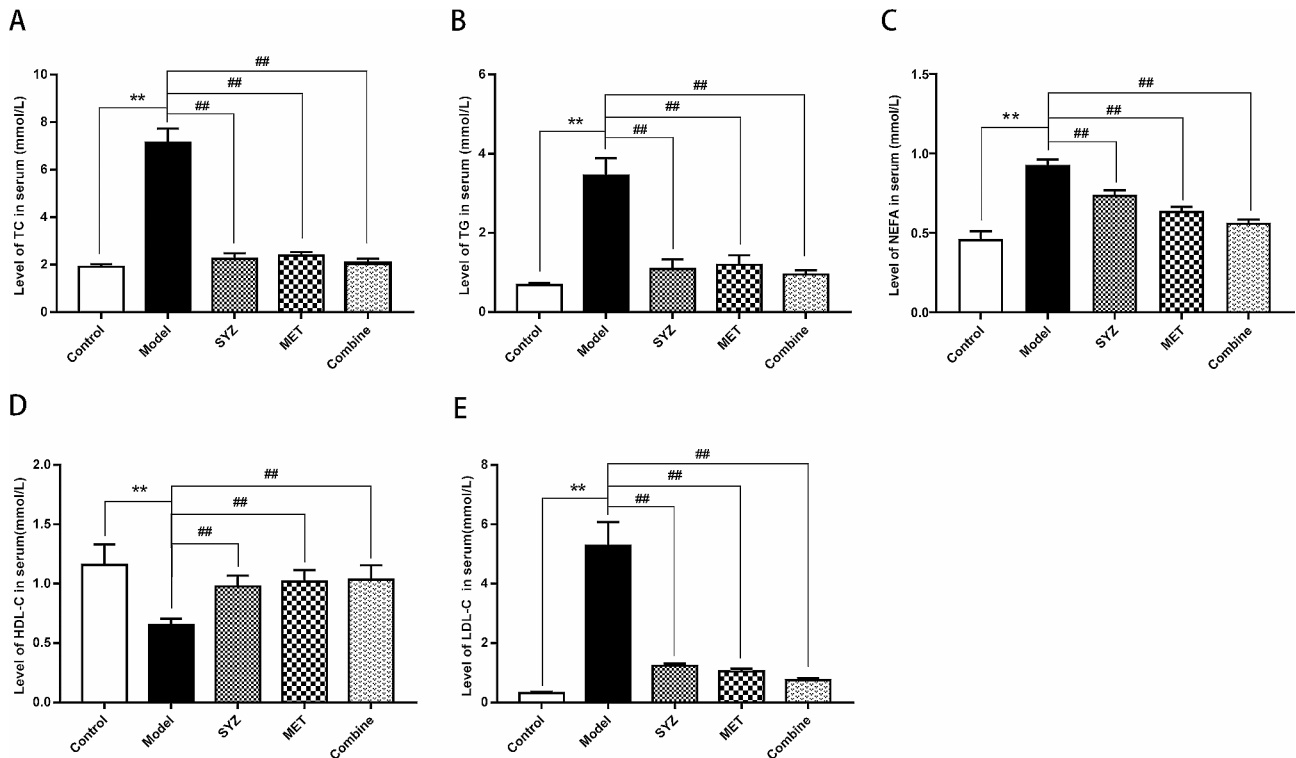 A
Level of TC in serum (mmol/L)
10
8
6
4
2
0
**
##
##
##
Control
Model
SYZ
MET
Combine
B
Level of TG in serum (mmol/L)
6
4
2
0
**
##
##
##
Control
Model
SYZ
MET
Combine
C
Level of NEFA in serum (mmol/L)
1.5
1.0
0.5
0.0
**
##
##
##
Control
Model
SYZ
MET
Combine
D
Level of HDL-C in serum(mmol/L)
2.0
1.5
1.0
0.5
0.0
**
##
##
##
Control
Model
SYZ
MET
Combine
E
Level of LDL-C in serum(mmol/L)
8
6
4
2
0
**
##
##
##
Control
Model
SYZ
MET
Combine